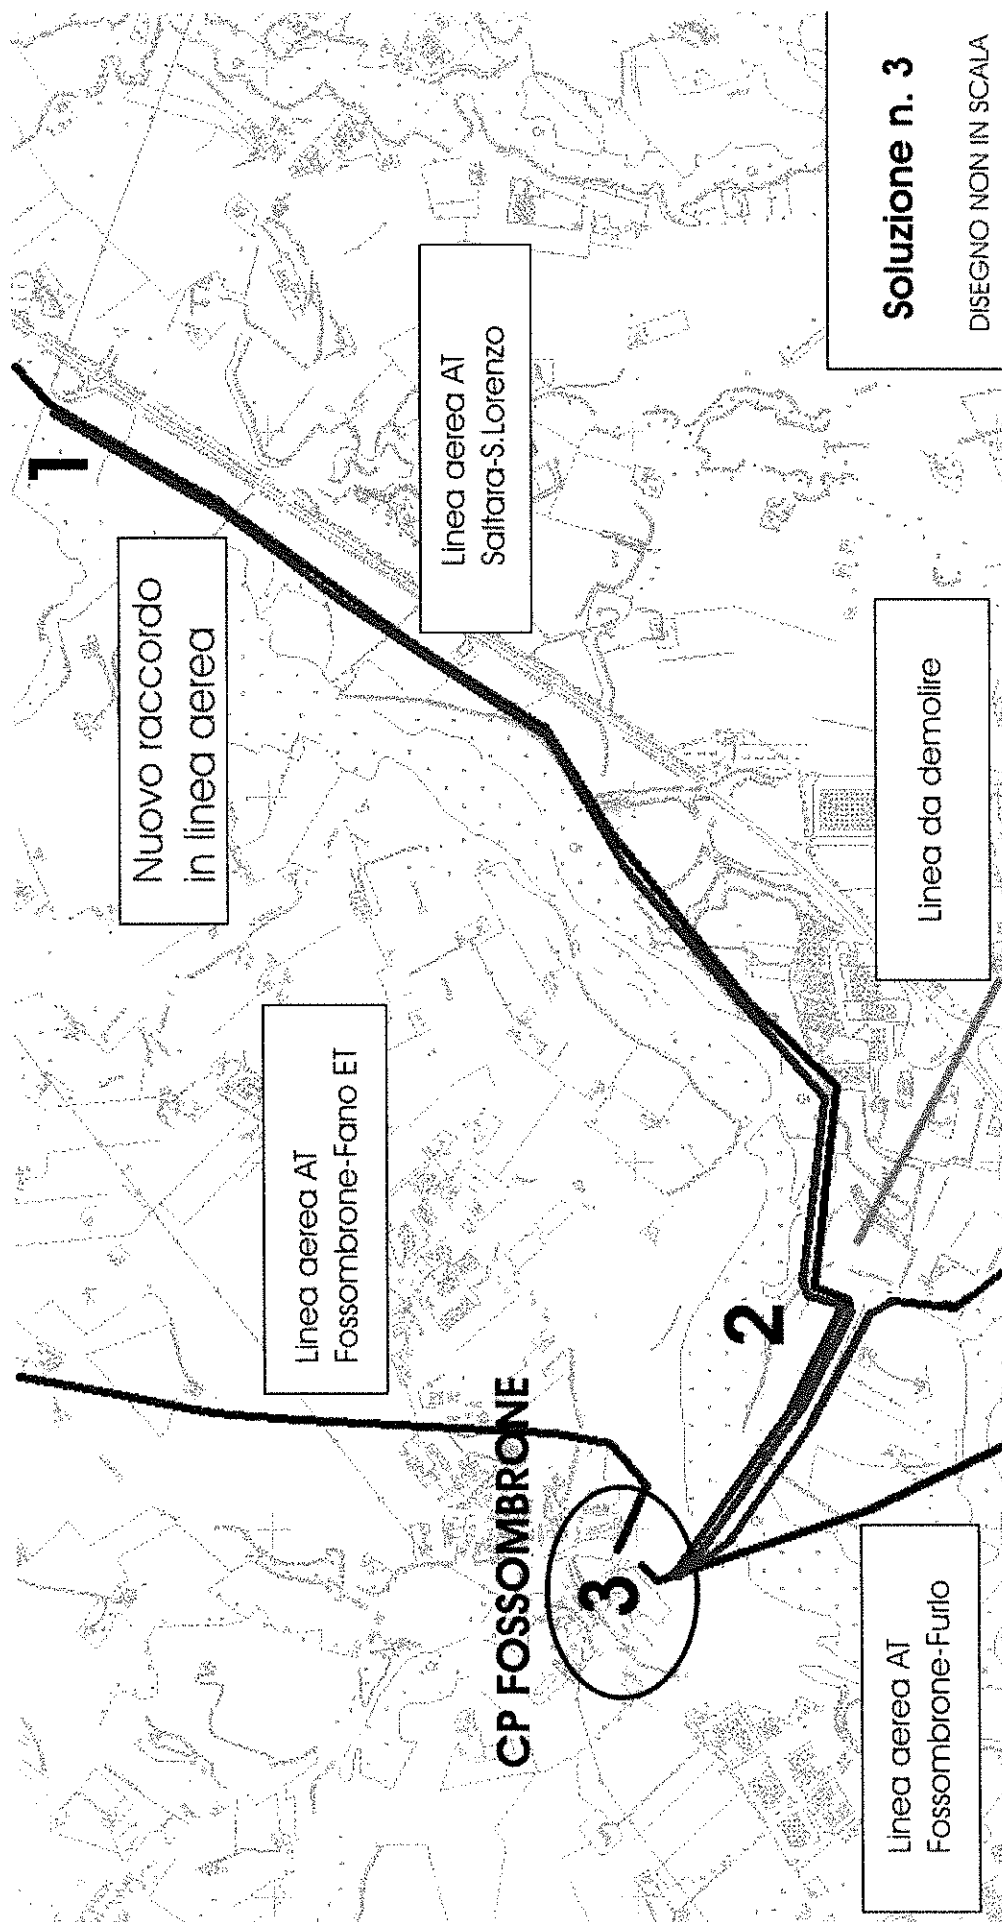 Nuovo raccordo
in linea aerea
1
Linea aerea AT
Saltara-S.Lorenzo
Linea aerea AT
Fossombrone-Fano ET
CP FOSSOMBRONE
3
2
Linea da demolire
Linea aerea AT
Fossombrone-Furlo
Soluzione n. 3
DISEGNO NON IN SCALA